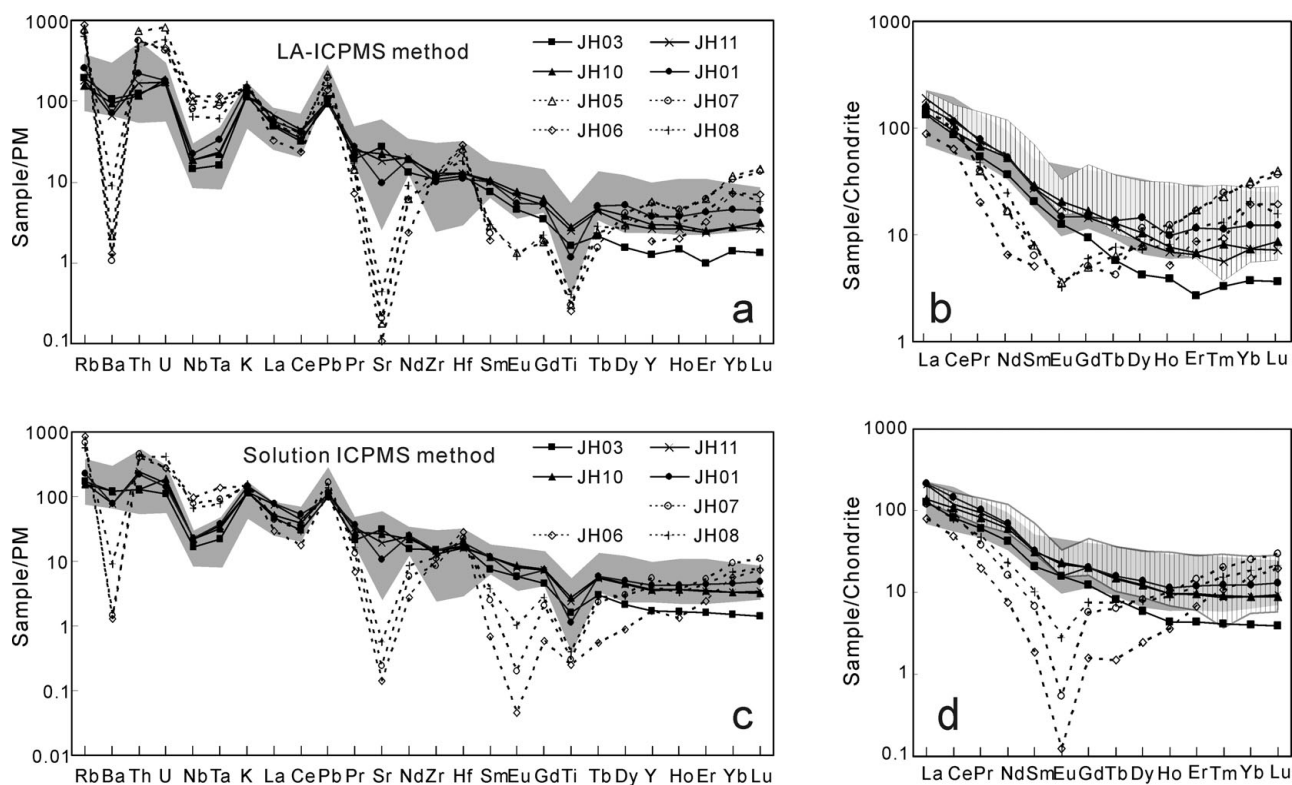 1000
100
10
1
0.1
Sample/PM
LA-ICPMS method
JH03
JH11
JH10
JH01
JH05
JH07
JH06
JH08
a
Rb Ba Th U Nb Ta K La Ce Pb Pr Sr Nd Zr Hf Sm Eu Gd Ti Tb Dy Y Ho Er Yb Lu
1000
100
10
1
Sample/Chondrite
b
La Ce Pr Nd Sm Eu Gd Tb Dy Ho Er Tm Yb Lu
1000
100
10
1
0.1
0.01
Sample/PM
Solution ICPMS method
JH03
JH11
JH10
JH01
JH07
JH06
JH08
c
Rb Ba Th U Nb Ta K La Ce Pb Pr Sr Nd Zr Hf Sm Eu Gd Ti Tb Dy Y Ho Er Yb Lu
1000
100
10
1
0.1
Sample/Chondrite
d
La Ce Pr Nd Sm Eu Gd Tb Dy Ho Er Tm Yb Lu